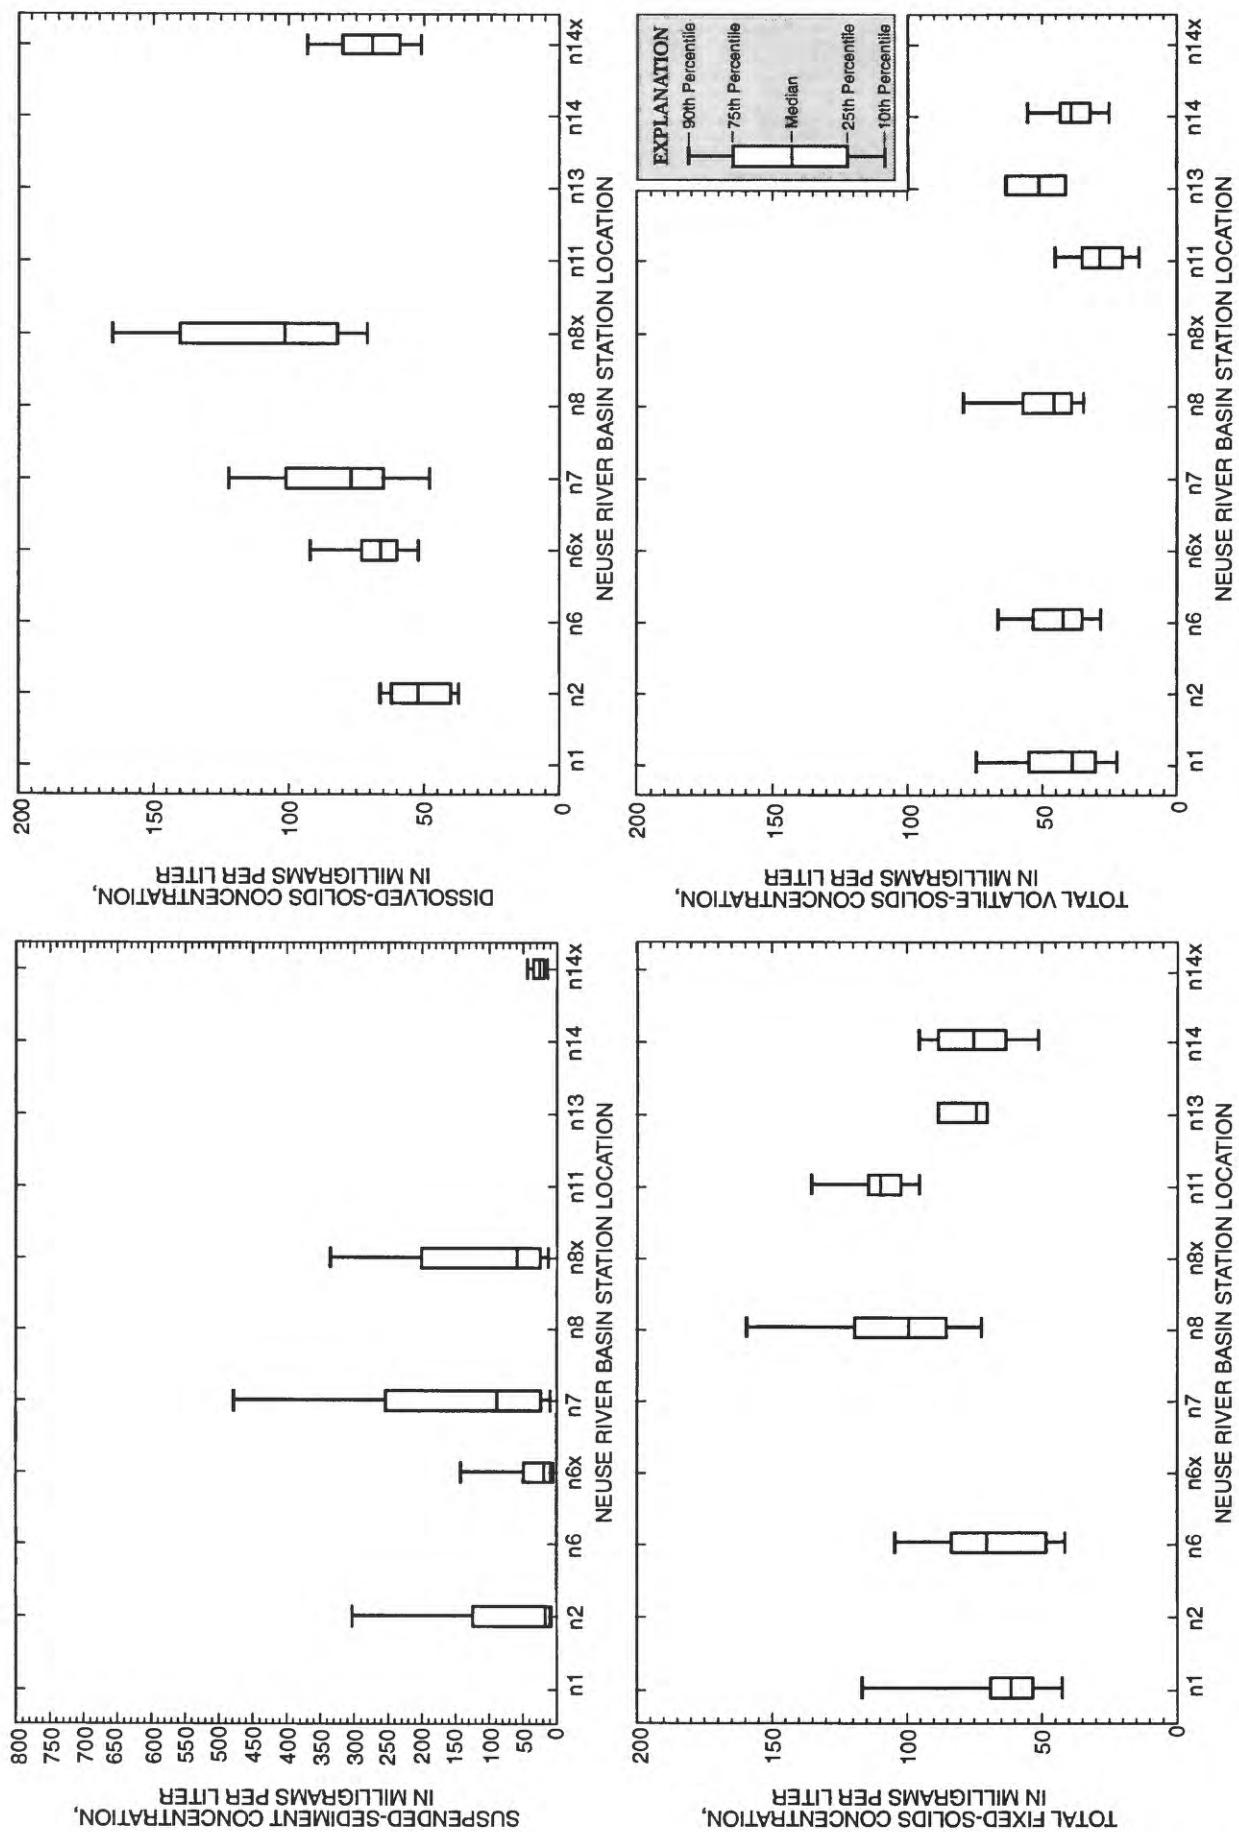 SUSPENDED-SEDIMENT CONCENTRATION,
IN MILLIGRAMS PER LITER
800
750
700
650
600
550
500
450
400
350
300
250
200
150
100
50
0
n1 n2 n6 n6x n7 n8 n8x n11 n13 n14 n14x
NEUSE RIVER BASIN STATION LOCATION
DISSOLVED-SOLIDS CONCENTRATION,
IN MILLIGRAMS PER LITER
200
150
100
50
0
n1 n2 n6 n6x n7 n8 n8x n11 n13 n14 n14x
NEUSE RIVER BASIN STATION LOCATION
TOTAL FIXED-SOLIDS CONCENTRATION,
IN MILLIGRAMS PER LITER
200
150
100
50
0
n1 n2 n6 n6x n7 n8 n8x n11 n13 n14 n14x
NEUSE RIVER BASIN STATION LOCATION
TOTAL VOLATILE-SOLIDS CONCENTRATION,
IN MILLIGRAMS PER LITER
200
150
100
50
0
n1 n2 n6 n6x n7 n8 n8x n11 n13 n14 n14x
NEUSE RIVER BASIN STATION LOCATION
EXPLANATION
90th Percentile
75th Percentile
Median
25th Percentile
10th Percentile